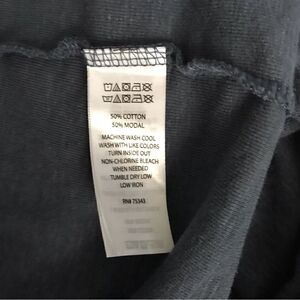 50% COTTON
50% MODAL
MACHINE WASH COOL
WASH WITH LIKE COLORS
TURN INSIDE OUT
NON-CHLORINE BLEACH
WHEN NEEDED
TUMBLE DRY LOW
LOW IRON
RN# 75343